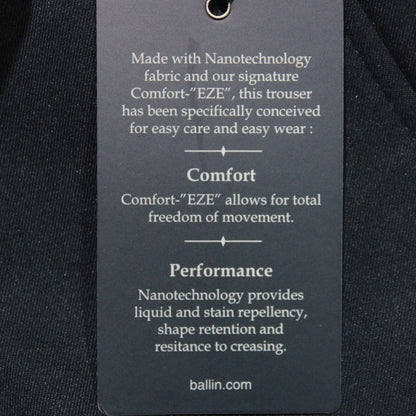 Made with Nanotechnology
fabric and our signature
Comfort-”EZE”, this trouser
has been specifically conceived
for easy care and easy wear :
Comfort
Comfort-”EZE” allows for total
freedom of movement.
Performance
Nanotechnology provides
liquid and stain repellency,
shape retention and
resitance to creasing.
ballin.com